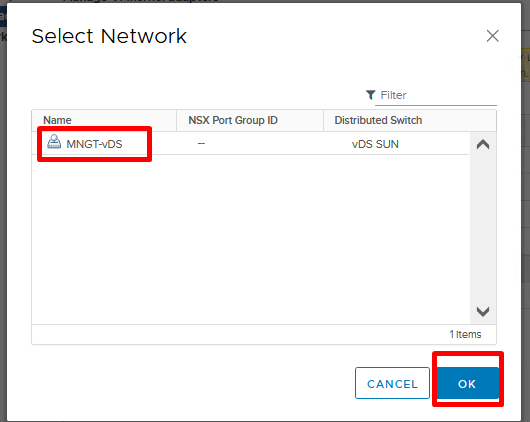 Select Network
Filter
Name NSX Port Group ID Distributed Switch
MNGT-vDS -- vDS SUN
1 Items
CANCEL OK